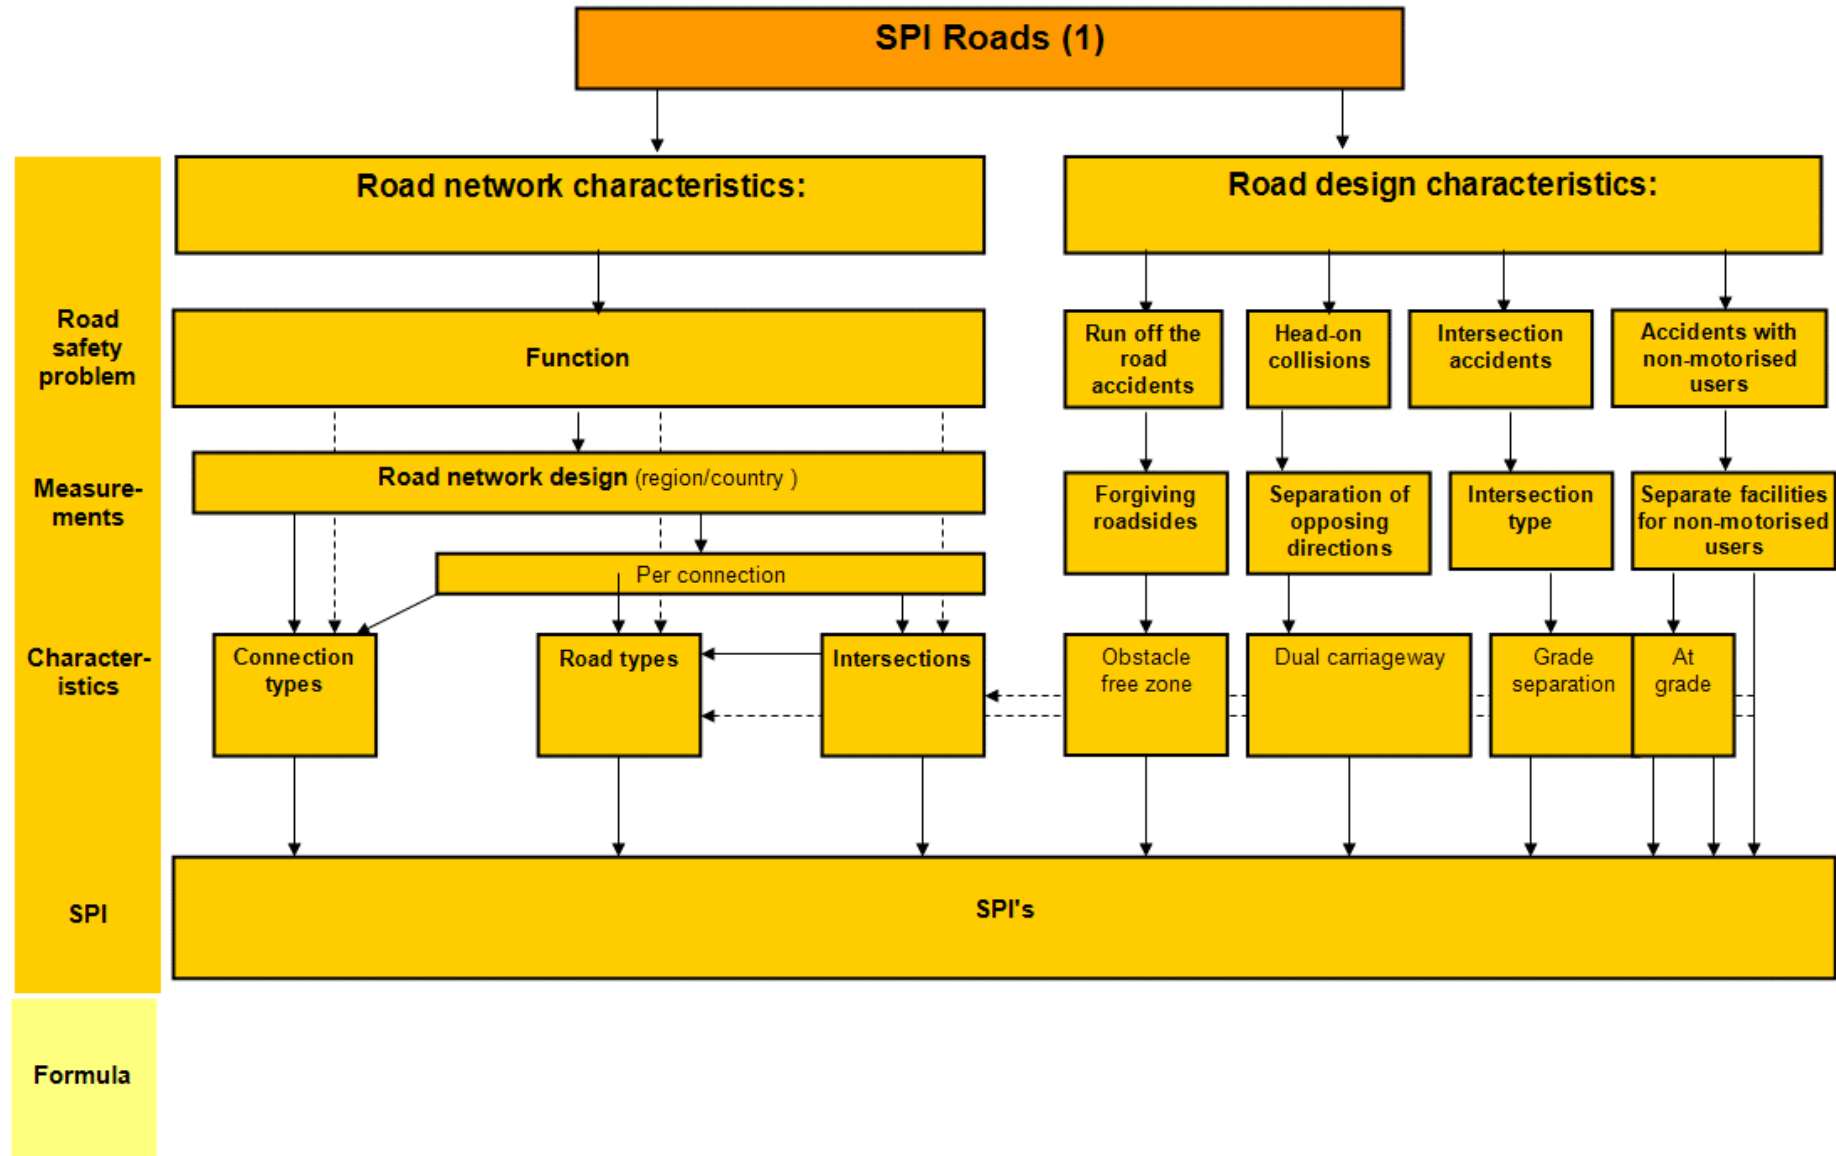 SPI Roads (1)
Road network characteristics:
Road design characteristics:
Road
safety
problem
Function
Run off the
road
accidents
Head-on
collisions
Intersection
accidents
Accidents with
non-motorised
users
Measure-
ments
Road network design (region/country )
Per connection
Forgiving
roadsides
Separation of
opposing
directions
Intersection
type
Separate facilities
for non-motorised
users
Character-
istics
Connection
types
Road types
Intersections
Obstacle
free zone
Dual carriageway
Grade
separation
At
grade
SPI
SPI's
Formula